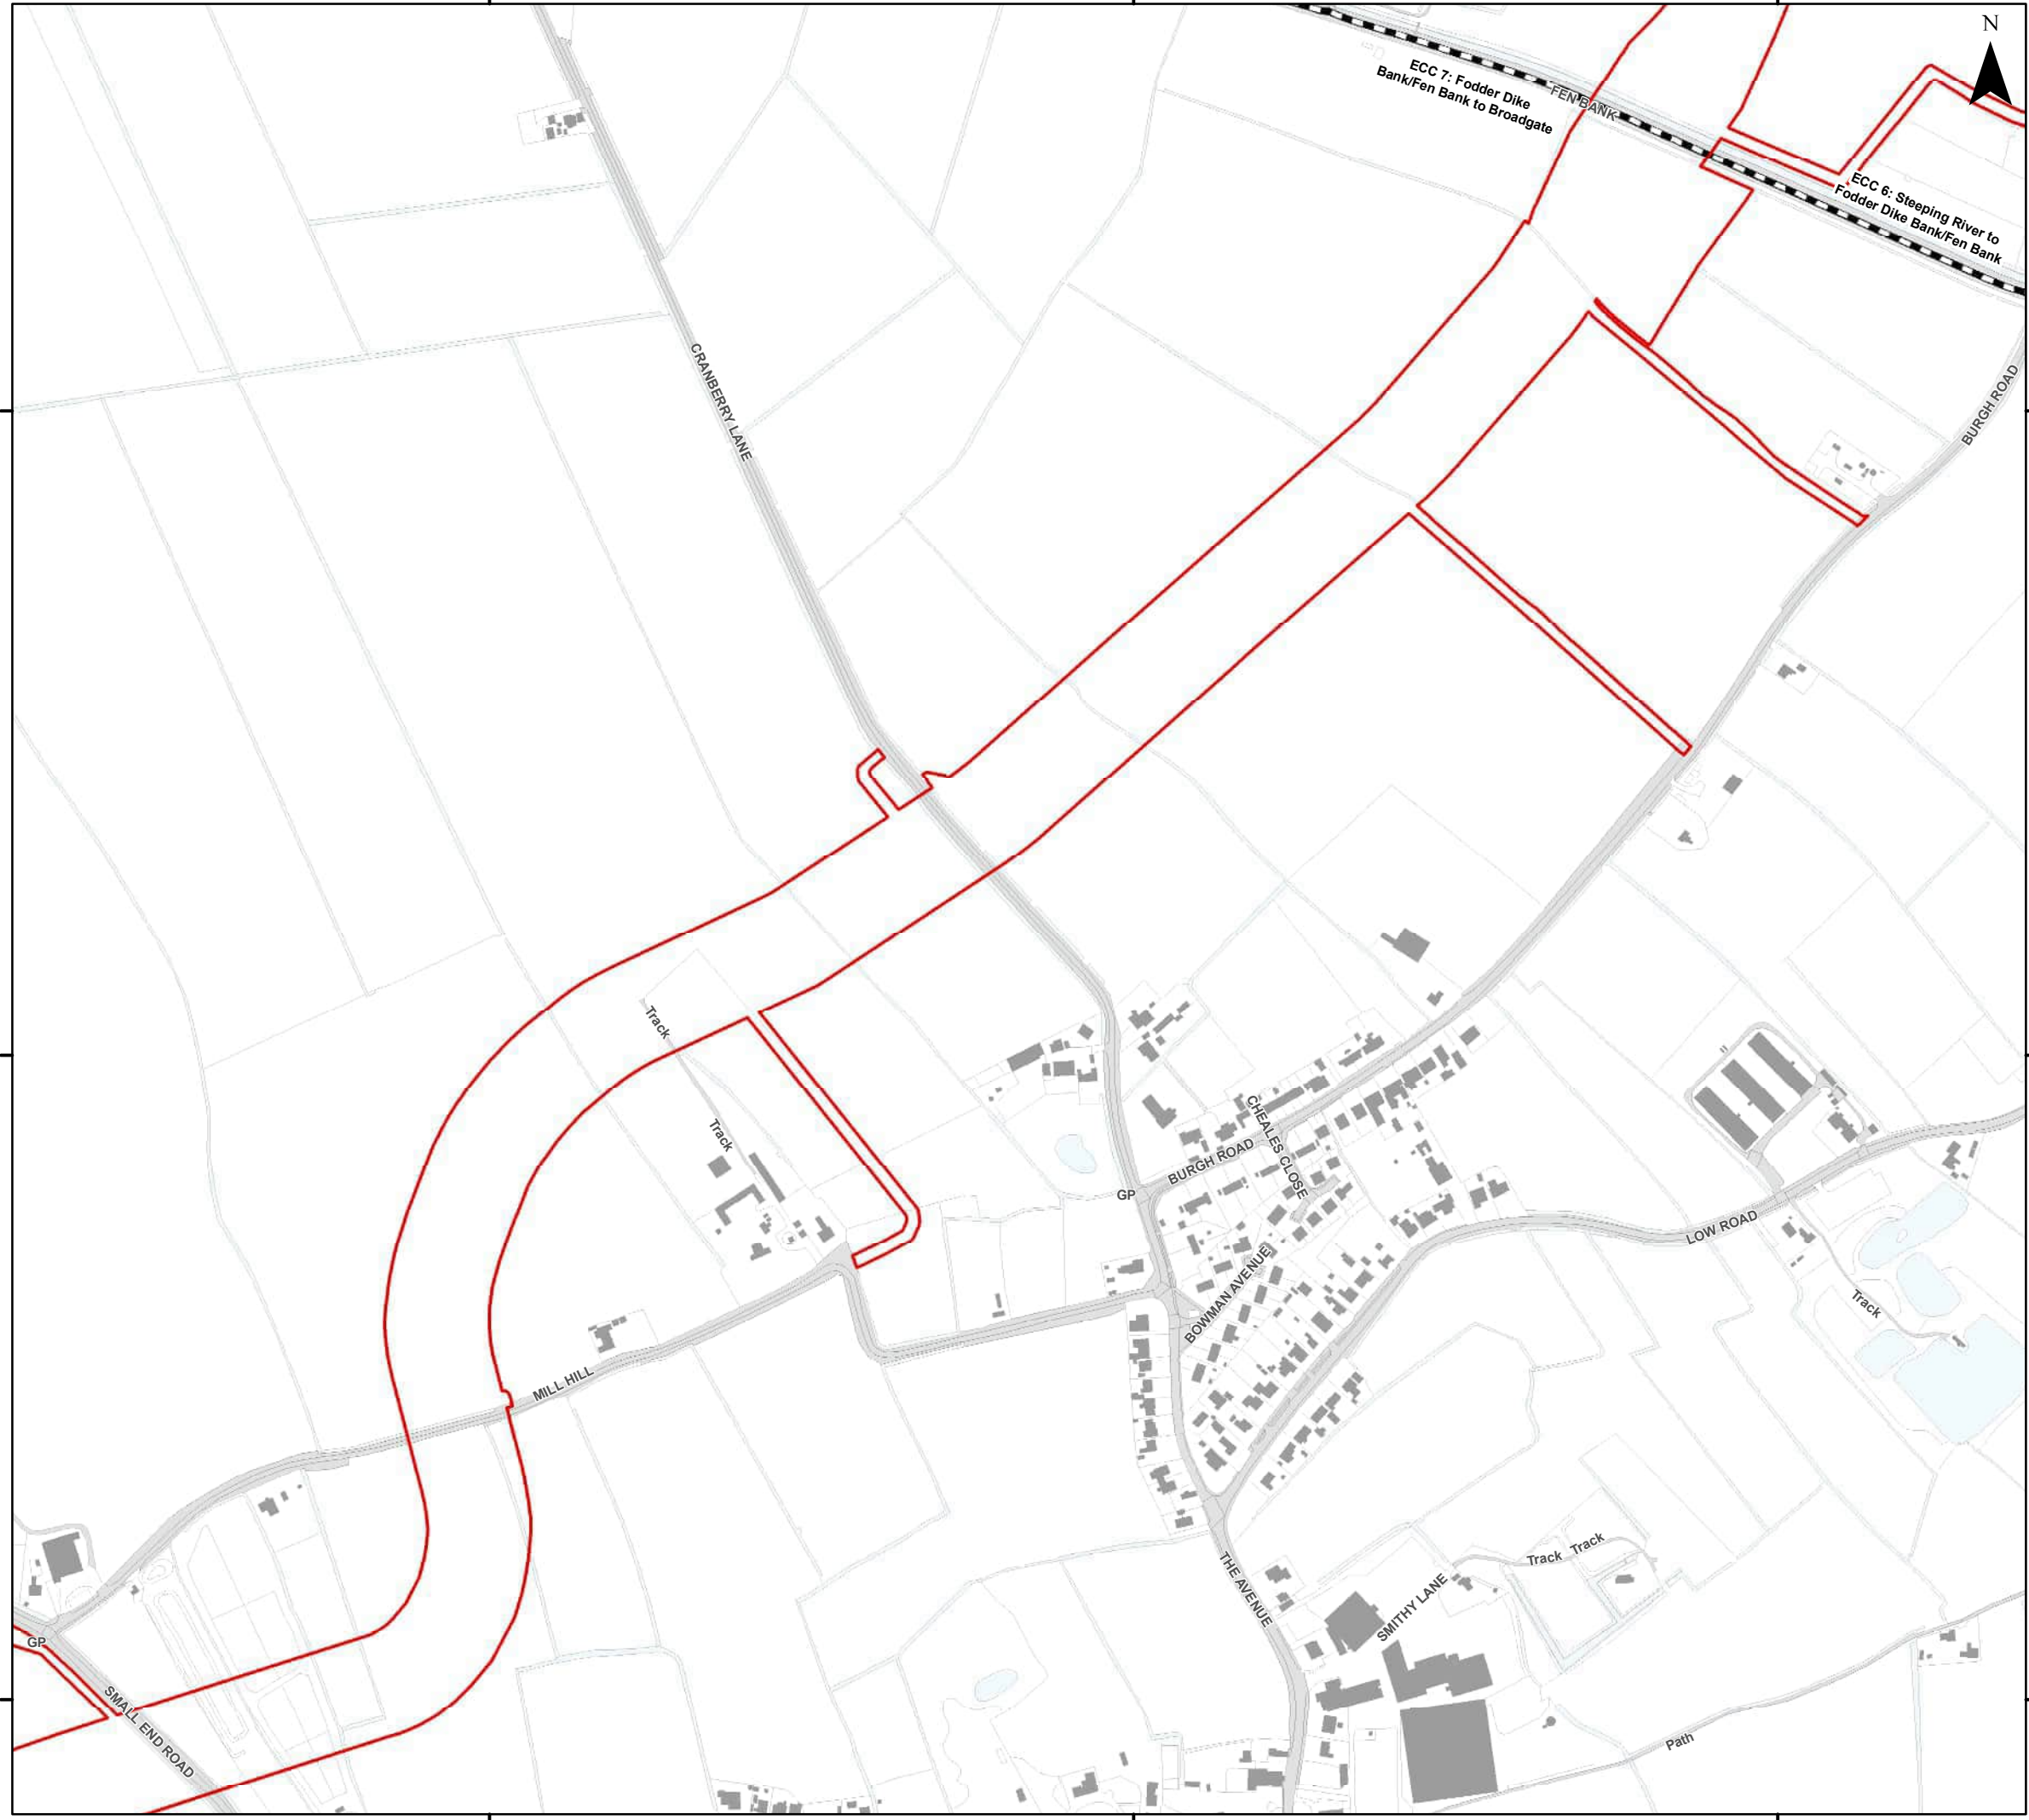 N
ECC 7: Fodder Dike
Bank/Fen Bank to Broadgate
FEN BANK
ECC 6: Steeping River to
Fodder Dike Bank/Fen Bank
CRANBERRY LANE
BURGH ROAD
Track
Track
CHEALES CLOSE
BURGH ROAD
GP
LOW ROAD
BOWMAN AVENUE
Track
MILL HILL
Track
Track
THE AVENUE
SMITHY LANE
GP
SMALL END ROAD
Path